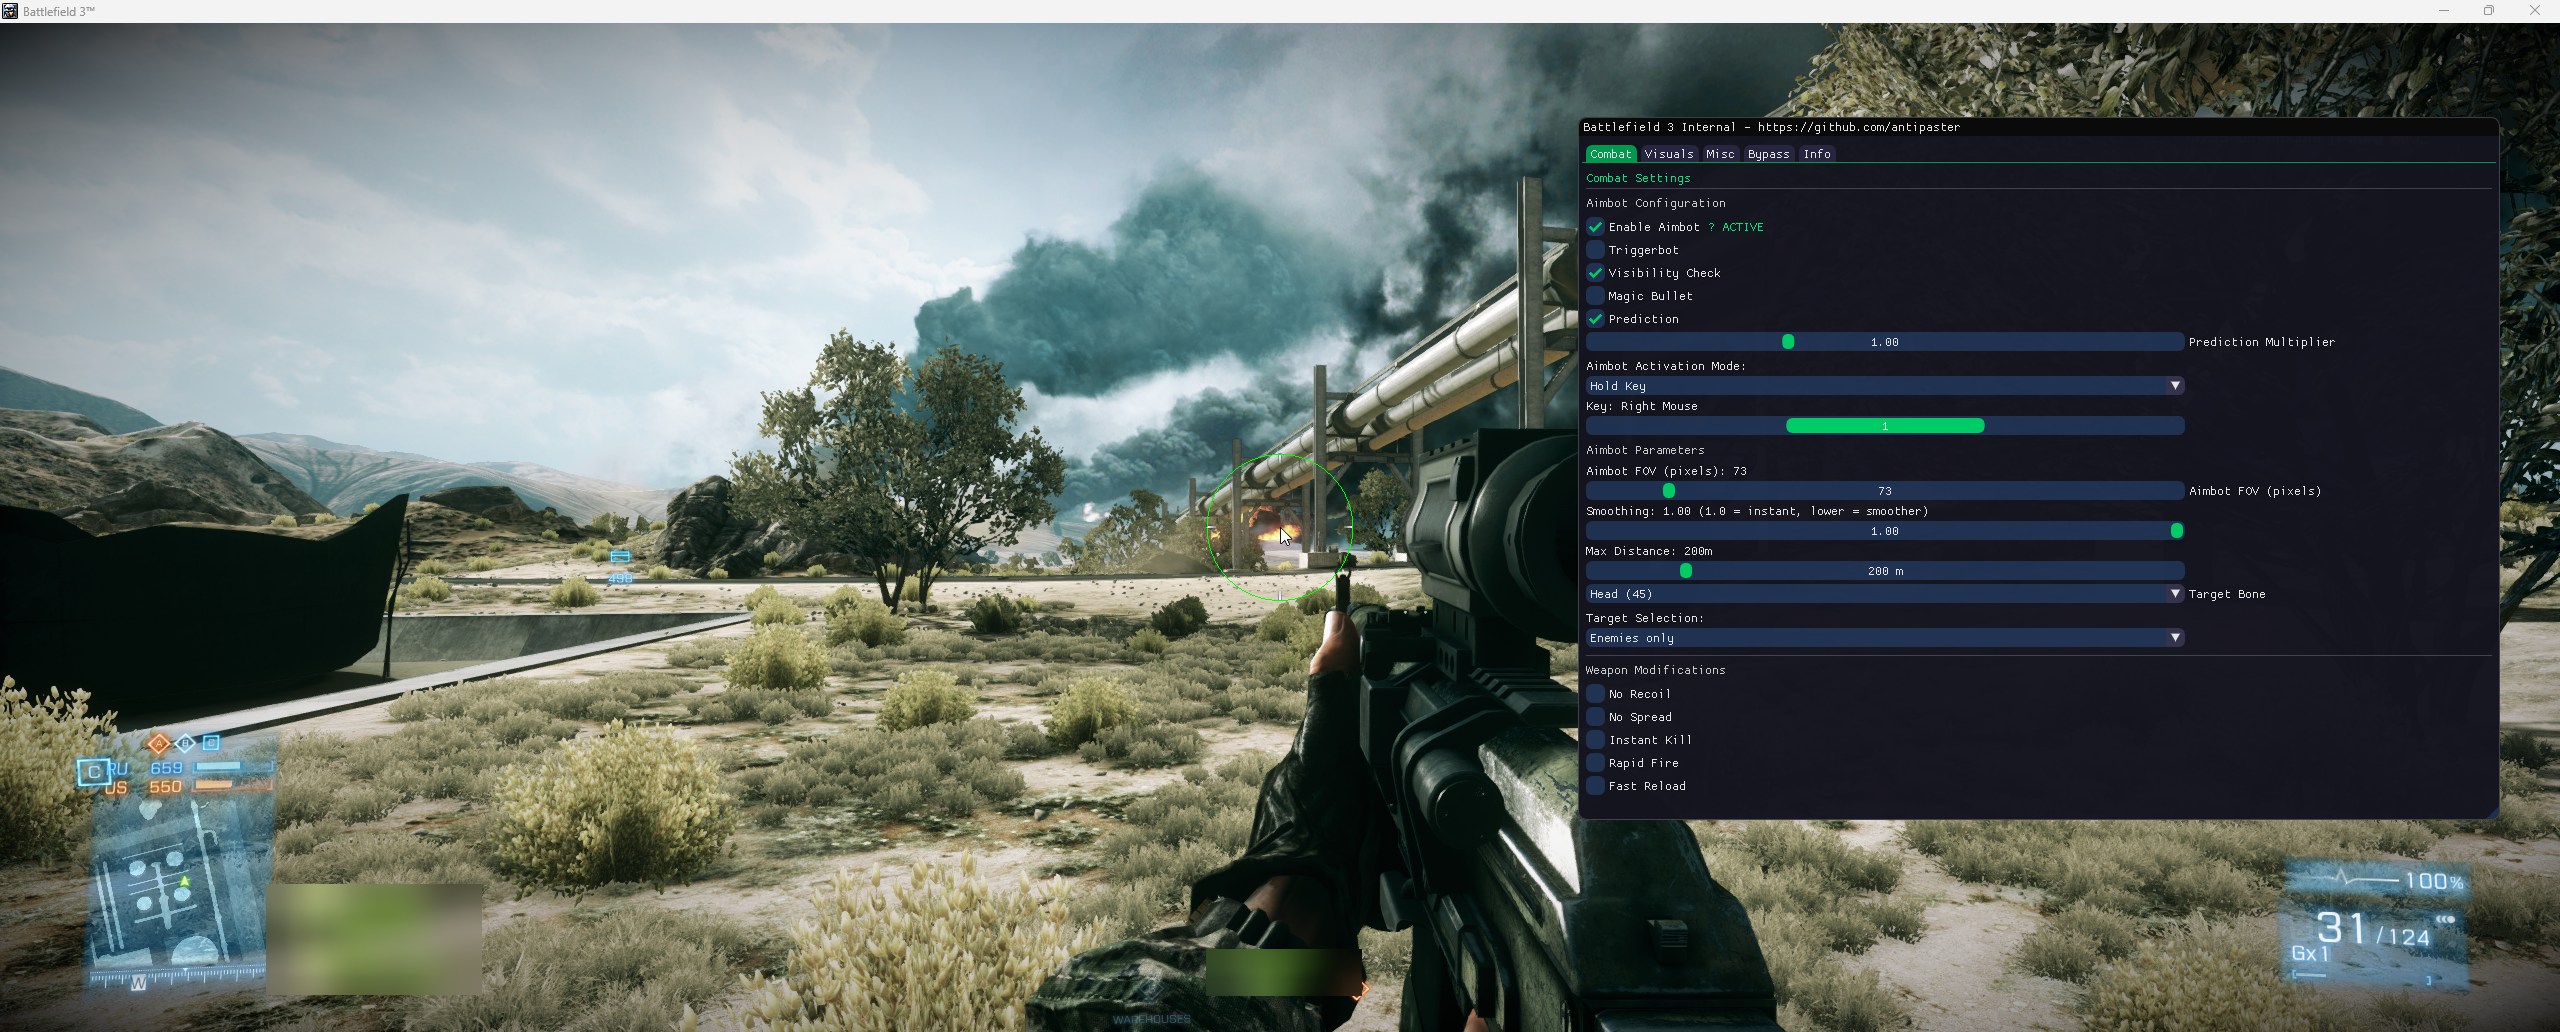 Battlefield 3™
Battlefield 3 Internal - https://github.com/antipaster
Combat Visuals Misc Bypass Info
Combat Settings
Aimbot Configuration
Enable Aimbot ? ACTIVE
Triggerbot
Visibility Check
Magic Bullet
Prediction
1.00 Prediction Multiplier
Aimbot Activation Mode:
Hold Key
Key: Right Mouse
1
Aimbot Parameters
Aimbot FOV (pixels): 73
73 Aimbot FOV (pixels)
Smoothing: 1.00 (1.0 = instant, lower = smoother)
1.00
Max Distance: 200m
200 m
Head (45) Target Bone
Target Selection:
Enemies only
Weapon Modifications
No Recoil
No Spread
Instant Kill
Rapid Fire
Fast Reload
498
A B C
C RU 659
US 550
W
WAREHOUSES
100%
31 /124
Gx1